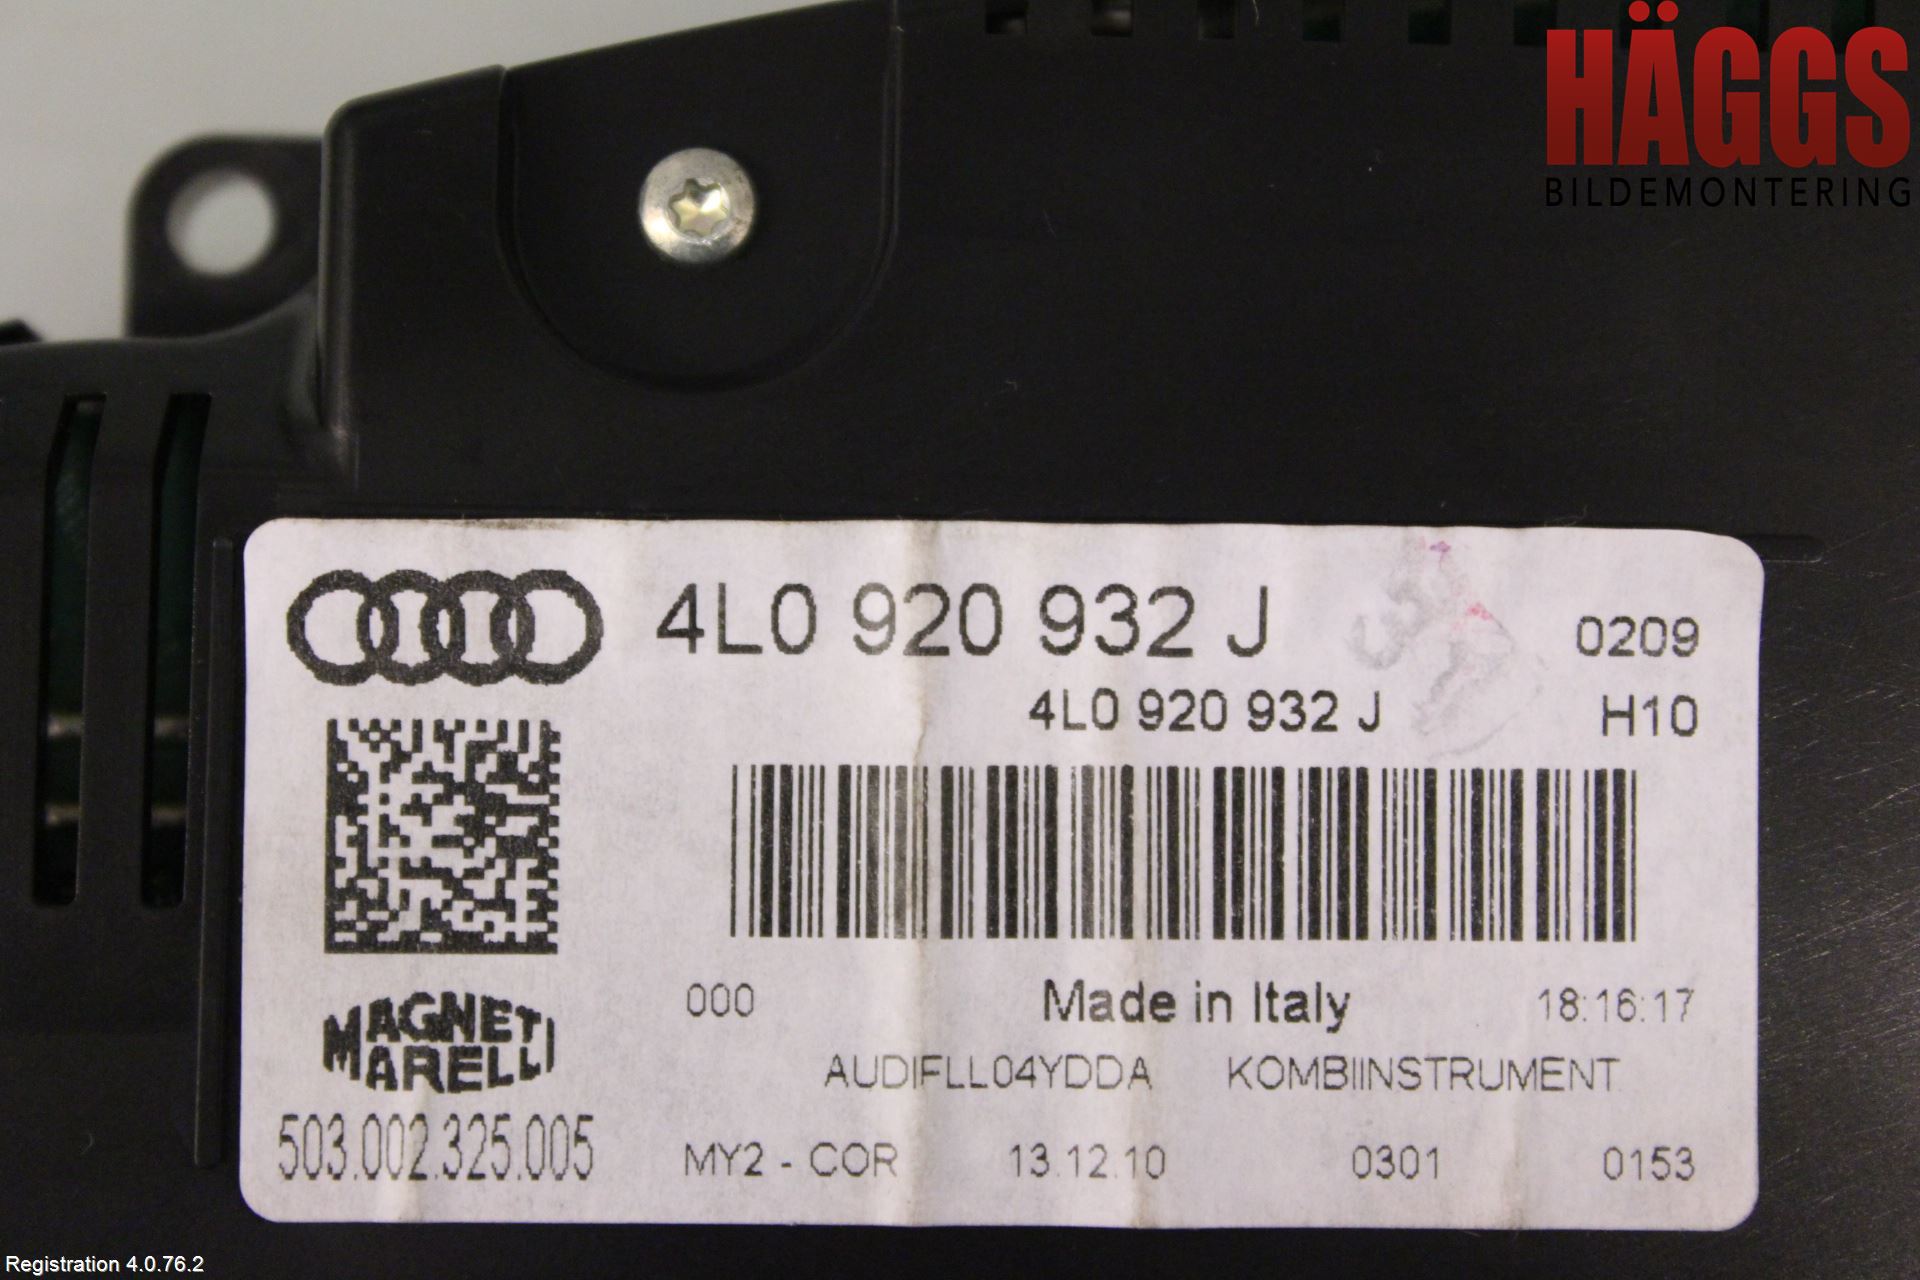 HÄGGS
BILDEMONTERING
4L0 920 932 J
0209
4L0 920 932 J
H10
000
Made in Italy
18:16:17
MAGNETI
MARELLI
AUDIFLL04YDDA KOMBIINSTRUMENT
503.002.325.005
MY2 - COR 13.12.10 0301 0153
Registration 4.0.76.2